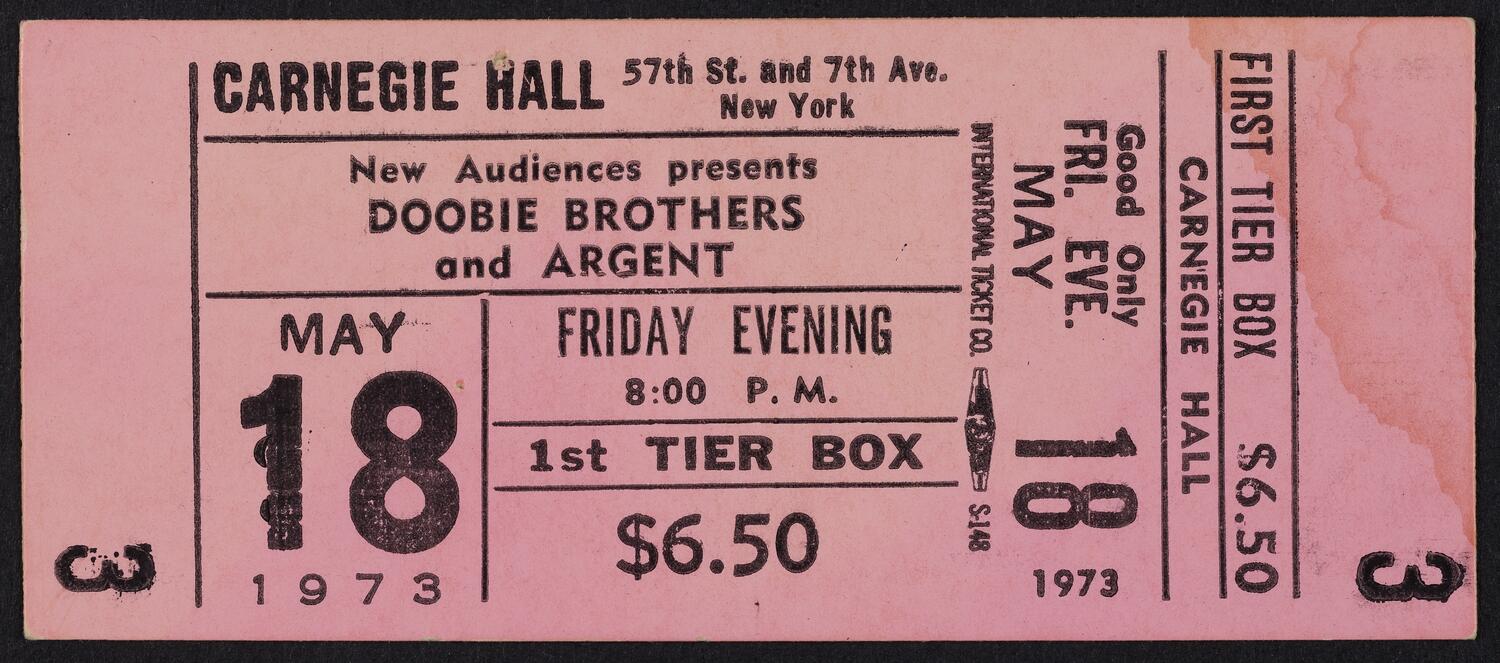 3
CARNEGIE HALL 57th St. and 7th Ave.
New York
New Audiences presents
DOOBIE BROTHERS
and ARGENT
MAY
18
1973
FRIDAY EVENING
8:00 P. M.
1st TIER BOX
$6.50
INTERNATIONAL TICKET CO. S-148
Good Only
FRI. EVE.
MAY 18
1973
CARNEGIE HALL
FIRST TIER BOX $6.50
3